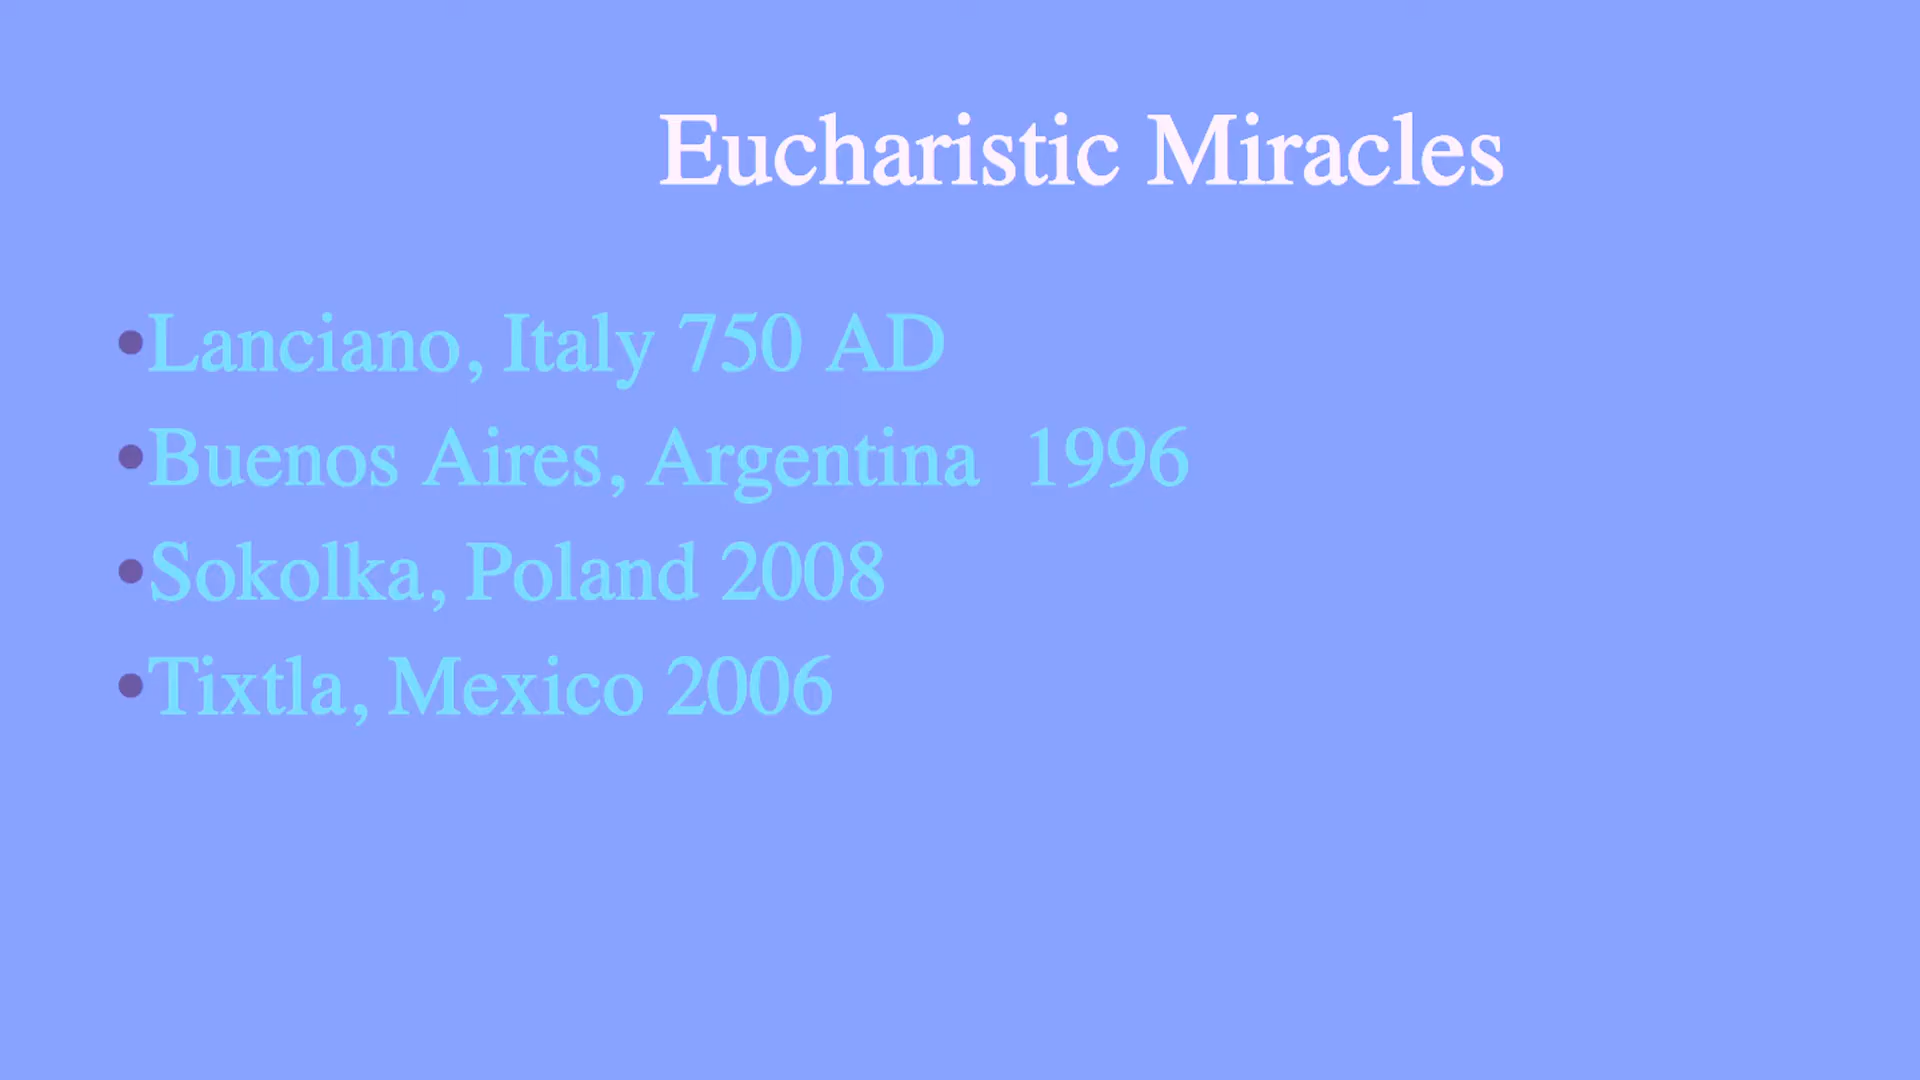 Eucharistic Miracles
•Lanciano, Italy 750 AD
•Buenos Aires, Argentina  1996
•Sokolka, Poland 2008
•Tixtla, Mexico 2006